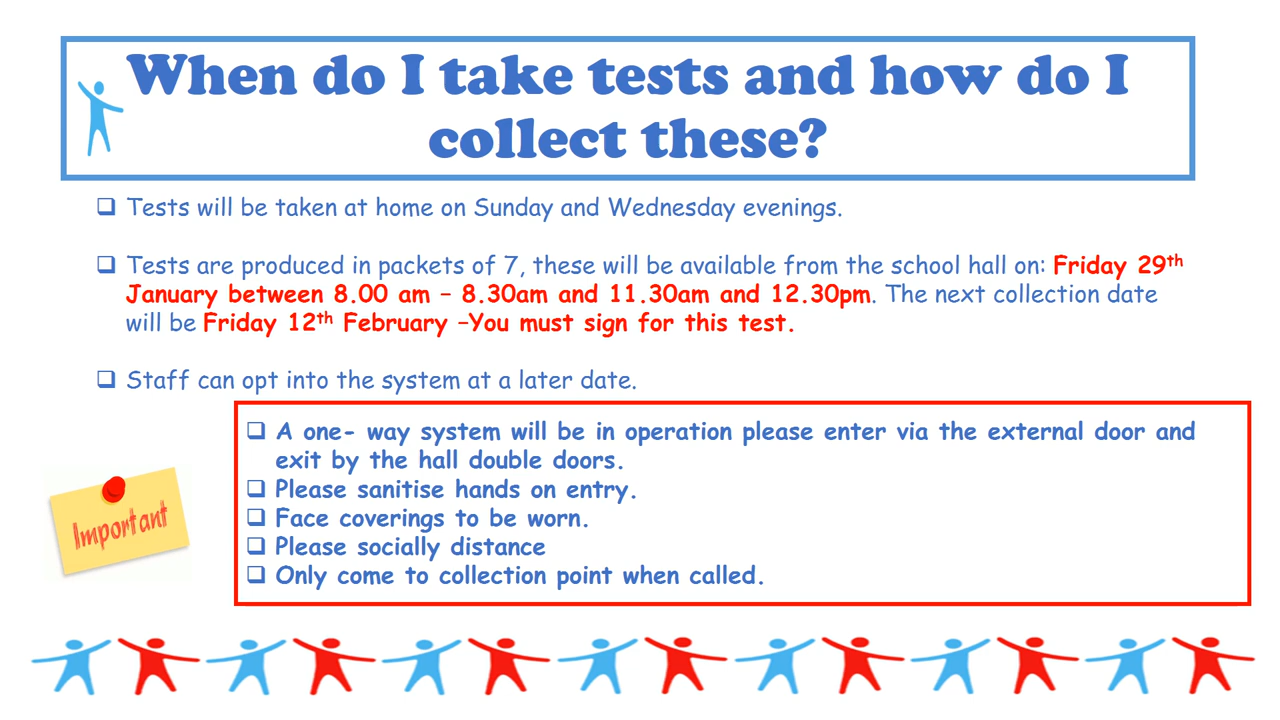 When do I take tests and how do I
collect these?
❑ Tests will be taken at home on Sunday and Wednesday evenings.
❑ Tests are produced in packets of 7, these will be available from the school hall on: Friday 29th
January between 8.00 am – 8.30am and 11.30am and 12.30pm. The next collection date
will be Friday 12th February –You must sign for this test.
❑ Staff can opt into the system at a later date.
❑ A one- way system will be in operation please enter via the external door and
exit by the hall double doors.
❑ Please sanitise hands on entry.
❑ Face coverings to be worn.
❑ Please socially distance
❑ Only come to collection point when called.
Important